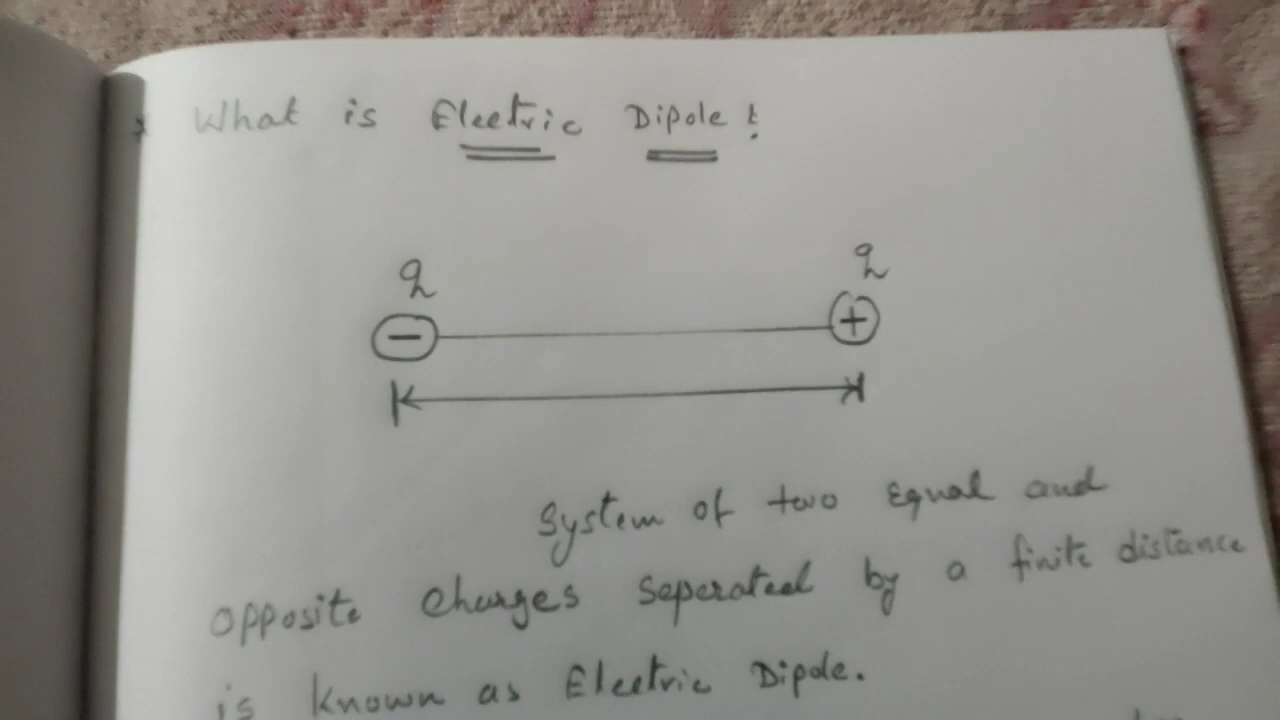 What is Electric Dipole?
q q
− +
System of two equal and
opposite charges seperated by a finite distance
is known as Electric Dipole.